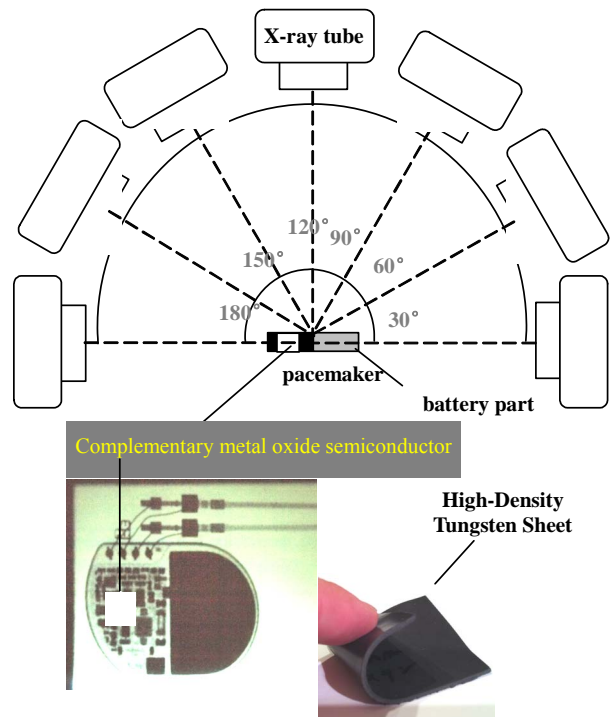 X-ray tube
120°
90°
150°
60°
180°
30°
pacemaker
battery part
Complementary metal oxide semiconductor
High-Density
Tungsten Sheet